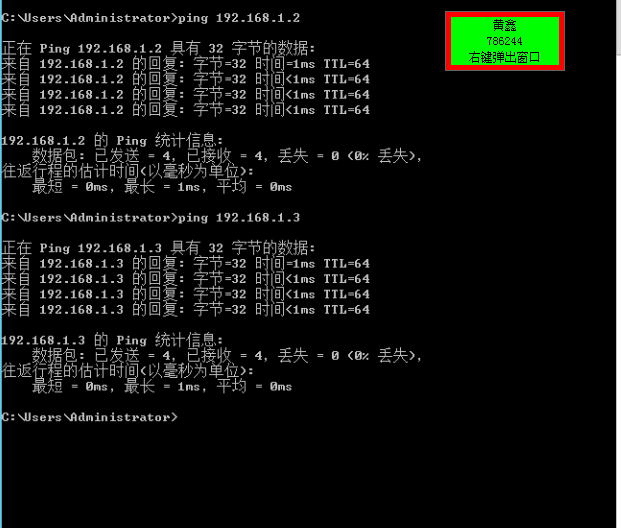 C:\Users\Administrator>ping 192.168.1.2
黄鑫
786244
右键弹出窗口
正在 Ping 192.168.1.2 具有 32 字节的数据:
来自 192.168.1.2 的回复: 字节=32 时间=1ms TTL=64
来自 192.168.1.2 的回复: 字节=32 时间<1ms TTL=64
来自 192.168.1.2 的回复: 字节=32 时间<1ms TTL=64
来自 192.168.1.2 的回复: 字节=32 时间<1ms TTL=64
192.168.1.2 的 Ping 统计信息:
数据包: 已发送 = 4, 已接收 = 4, 丢失 = 0 (0% 丢失),
往返行程的估计时间(以毫秒为单位):
最短 = 0ms, 最长 = 1ms, 平均 = 0ms
C:\Users\Administrator>ping 192.168.1.3
正在 Ping 192.168.1.3 具有 32 字节的数据:
来自 192.168.1.3 的回复: 字节=32 时间=1ms TTL=64
来自 192.168.1.3 的回复: 字节=32 时间<1ms TTL=64
来自 192.168.1.3 的回复: 字节=32 时间<1ms TTL=64
来自 192.168.1.3 的回复: 字节=32 时间<1ms TTL=64
192.168.1.3 的 Ping 统计信息:
数据包: 已发送 = 4, 已接收 = 4, 丢失 = 0 (0% 丢失),
往返行程的估计时间(以毫秒为单位):
最短 = 0ms, 最长 = 1ms, 平均 = 0ms
C:\Users\Administrator>